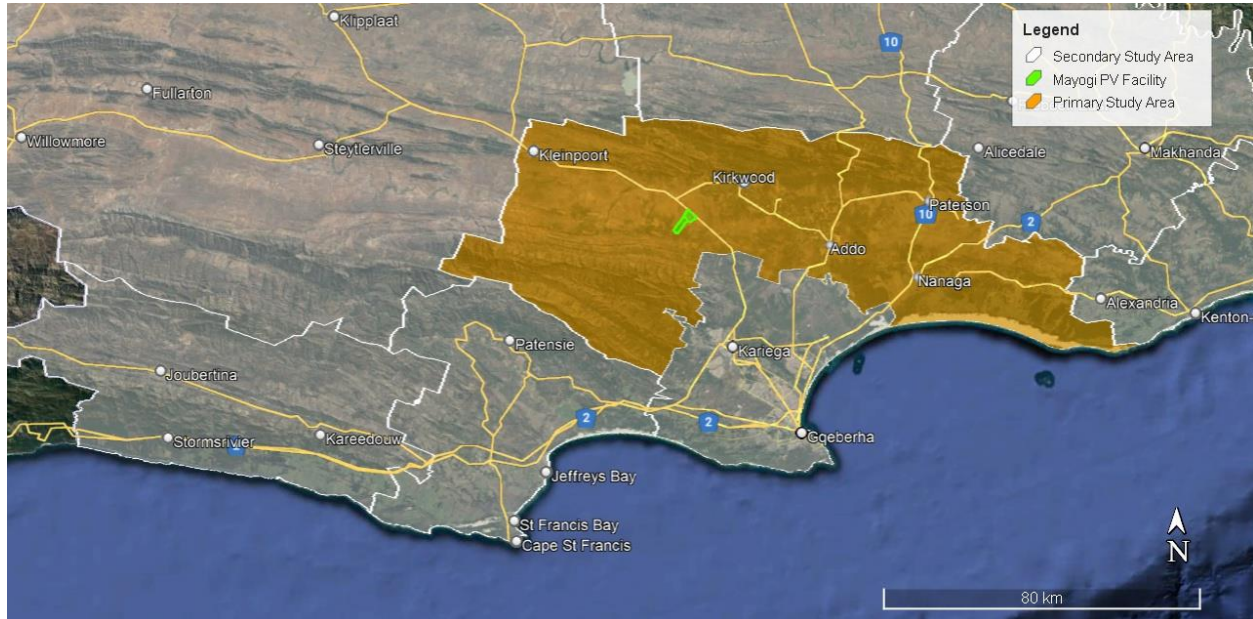 Klipplaat
10
Legend
Secondary Study Area
Mayogi PV Facility
Primary Study Area
Fullarton
Willowmore
Steytlerville
Kleinpoort
Alicedale
Makhanda
Kirkwood
Paterson
10
2
Addo
Nanaga
Alexandria
Kenton-
Patensie
Kariega
Joubertina
2
2
Stormsrivier
2
Kareedouw
Gqeberha
Jeffreys Bay
St Francis Bay
Cape St Francis
N
80 km